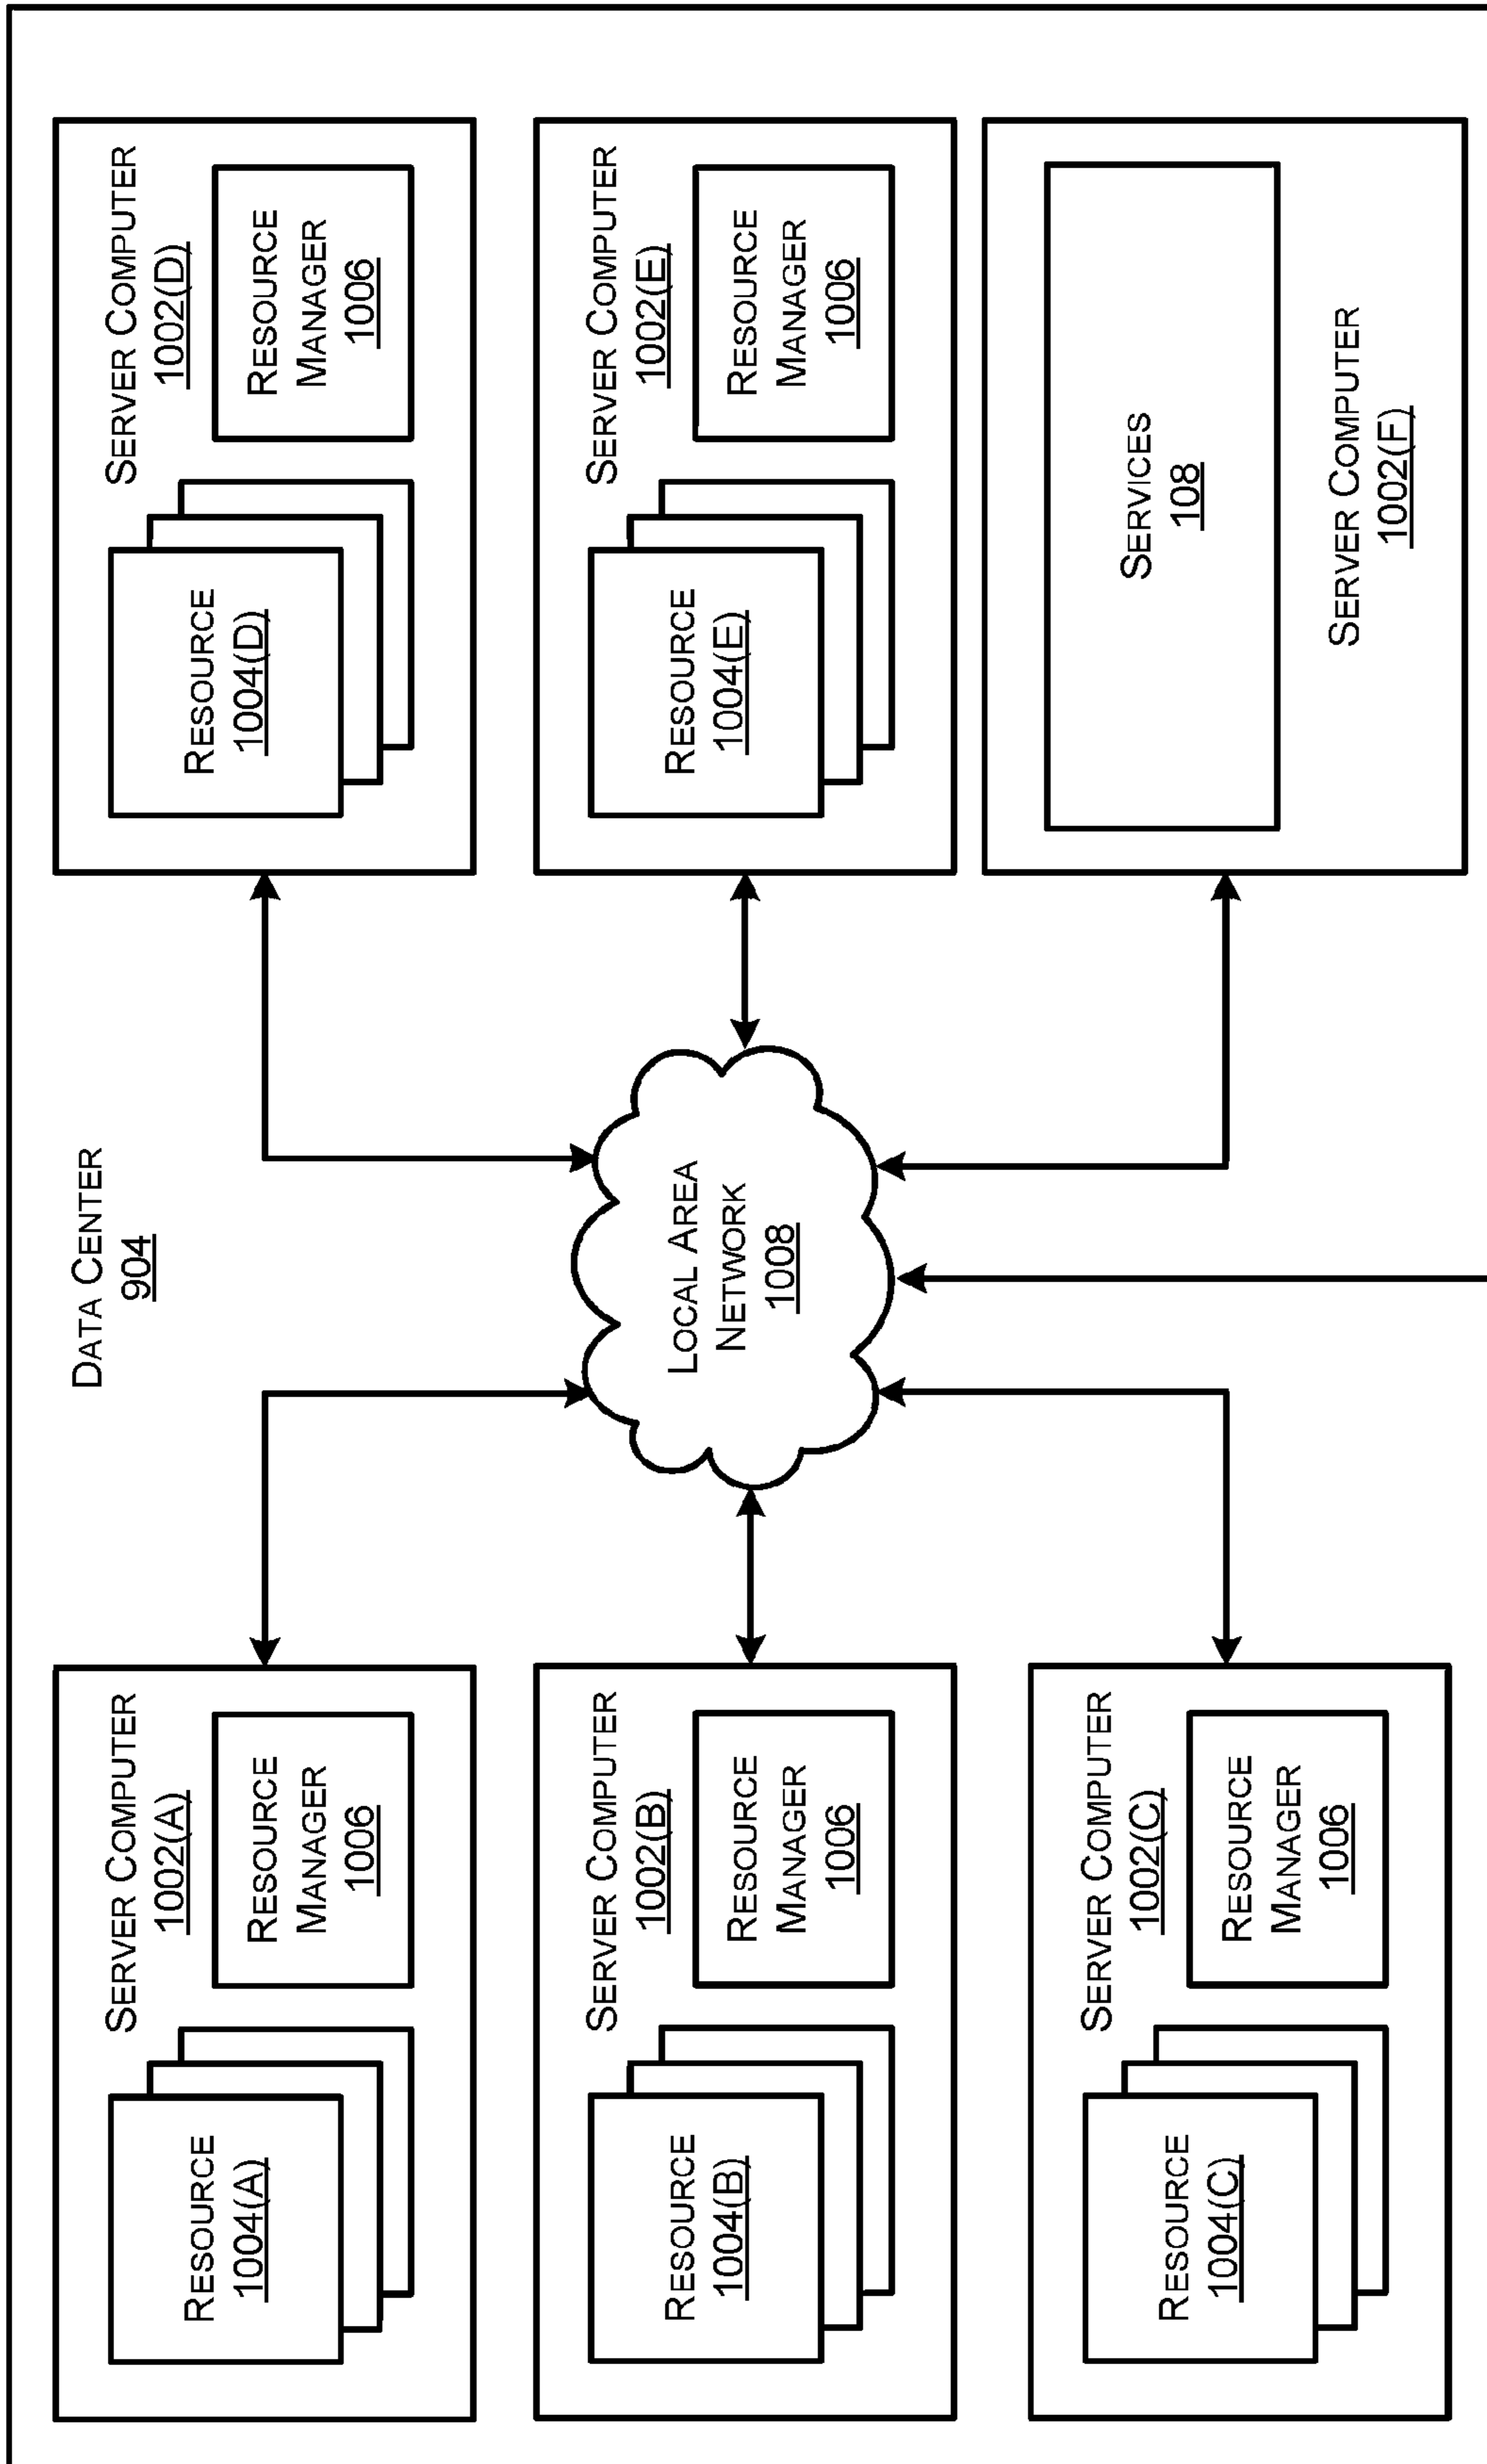 DATA CENTER
904
SERVER COMPUTER
1002(A)
RESOURCE
1004(A)
RESOURCE
MANAGER
1006
SERVER COMPUTER
1002(B)
RESOURCE
1004(B)
RESOURCE
MANAGER
1006
SERVER COMPUTER
1002(C)
RESOURCE
1004(C)
RESOURCE
MANAGER
1006
LOCAL AREA
NETWORK
1008
SERVER COMPUTER
1002(D)
RESOURCE
1004(D)
RESOURCE
MANAGER
1006
SERVER COMPUTER
1002(E)
RESOURCE
1004(E)
RESOURCE
MANAGER
1006
SERVICES
108
SERVER COMPUTER
1002(F)